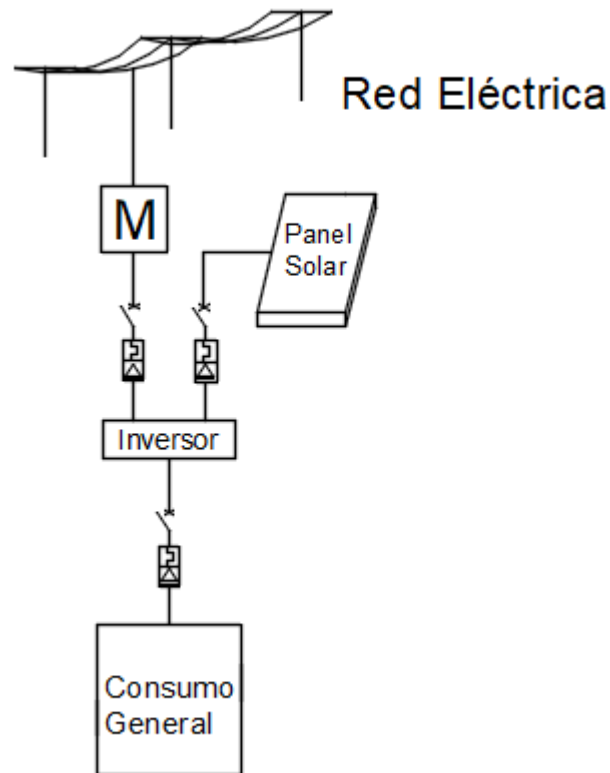 Red Eléctrica
M
Panel
Solar
Inversor
Consumo
General